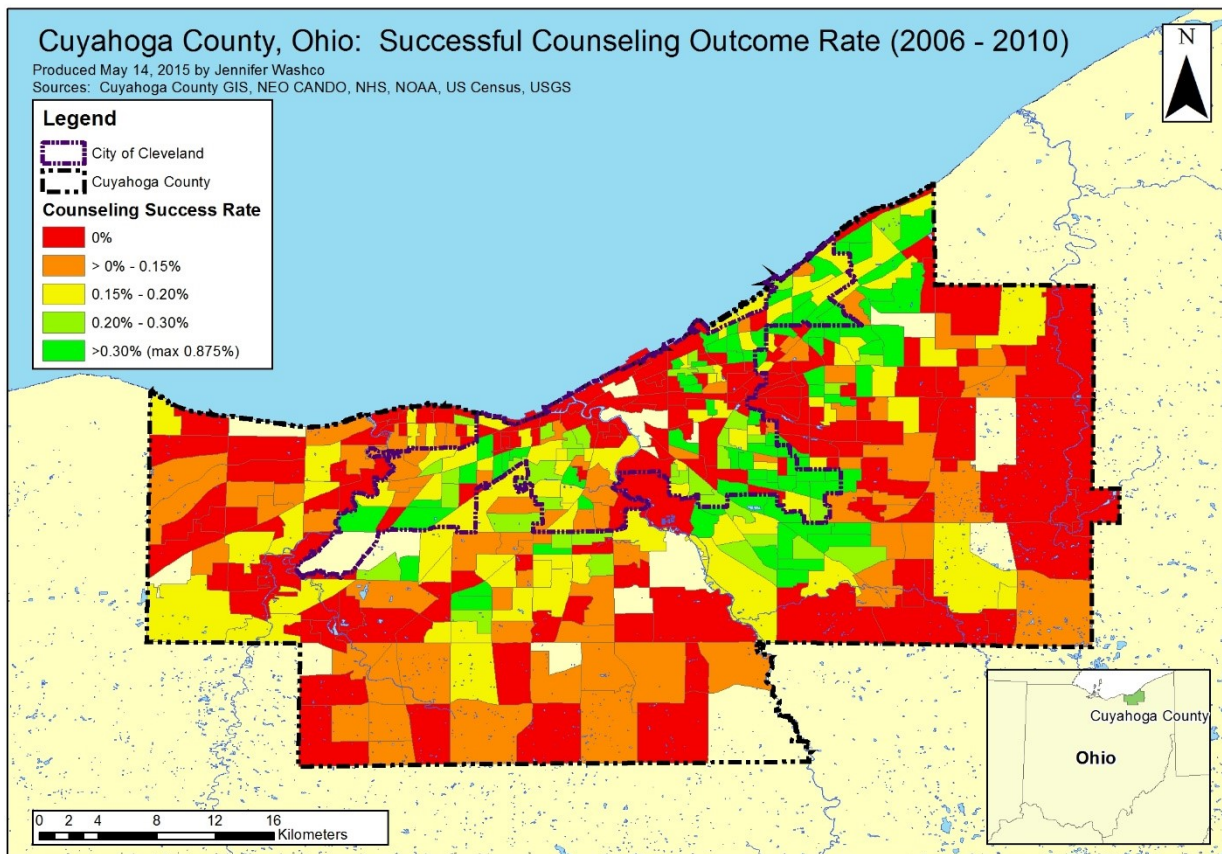 Cuyahoga County, Ohio:  Successful Counseling Outcome Rate (2006 - 2010)
Produced May 14, 2015 by Jennifer Washco
Sources:  Cuyahoga County GIS, NEO CANDO, NHS, NOAA, US Census, USGS
N
Legend
City of Cleveland
Cuyahoga County
Counseling Success Rate
0%
> 0% - 0.15%
0.15% - 0.20%
0.20% - 0.30%
>0.30% (max 0.875%)
Cuyahoga County
Ohio
0 2 4 8 12 16
Kilometers